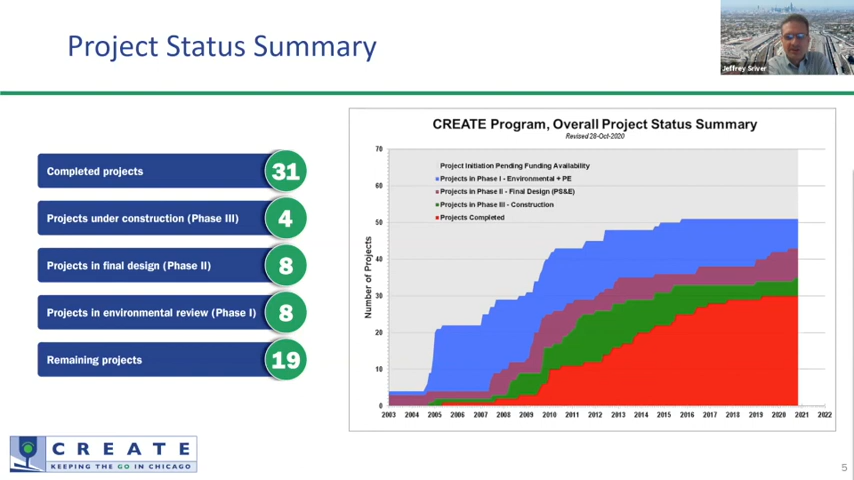 Project Status Summary
Jeffrey Sriver
Completed projects 31
Projects under construction (Phase III) 4
Projects in final design (Phase II) 8
Projects in environmental review (Phase I) 8
Remaining projects 19
CREATE Program, Overall Project Status Summary
Revised 28-Oct-2020
Project Initiation Pending Funding Availability
Projects in Phase I - Environmental + PE
Projects in Phase II - Final Design (PS&E)
Projects in Phase III - Construction
Projects Completed
Number of Projects
70
60
50
40
30
20
10
0
2003 2004 2005 2006 2007 2008 2009 2010 2011 2012 2013 2014 2015 2016 2017 2018 2019 2020 2021 2022
CREATE
KEEPING THE GO IN CHICAGO
5